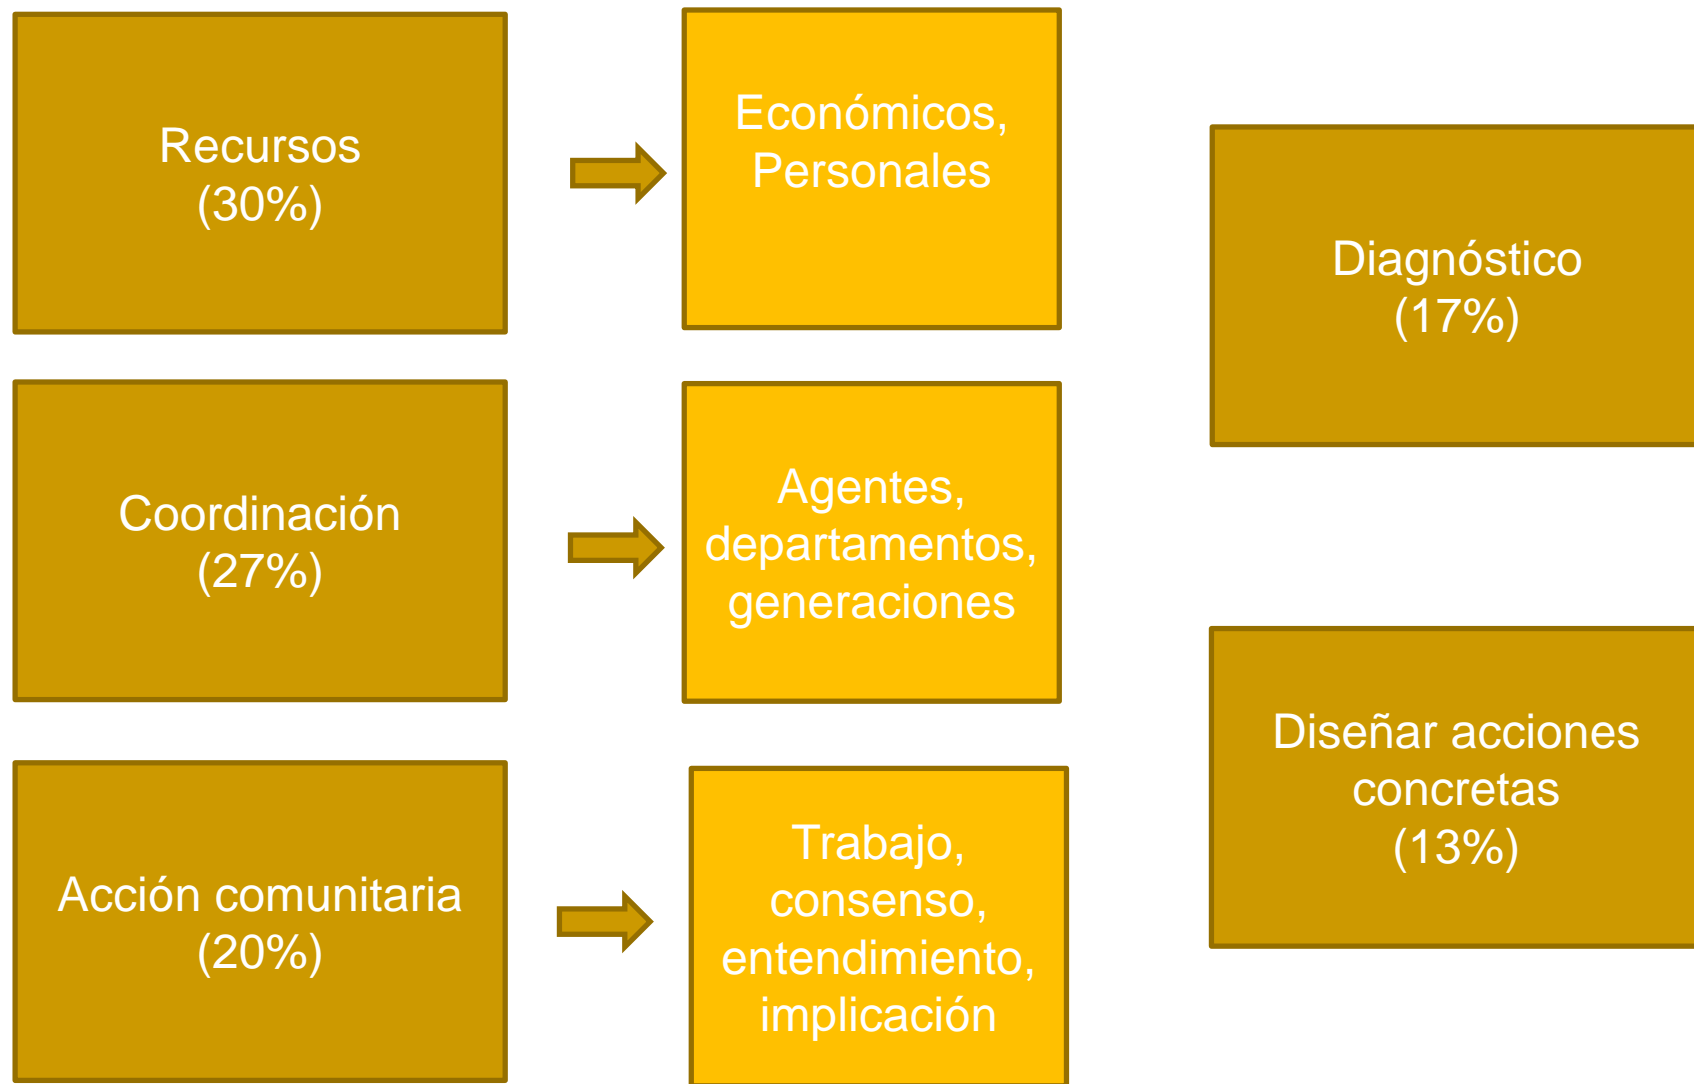 Recursos
(30%)
Económicos,
Personales
Coordinación
(27%)
Agentes,
departamentos,
generaciones
Acción comunitaria
(20%)
Trabajo,
consenso,
entendimiento,
implicación
Diagnóstico
(17%)
Diseñar acciones
concretas
(13%)